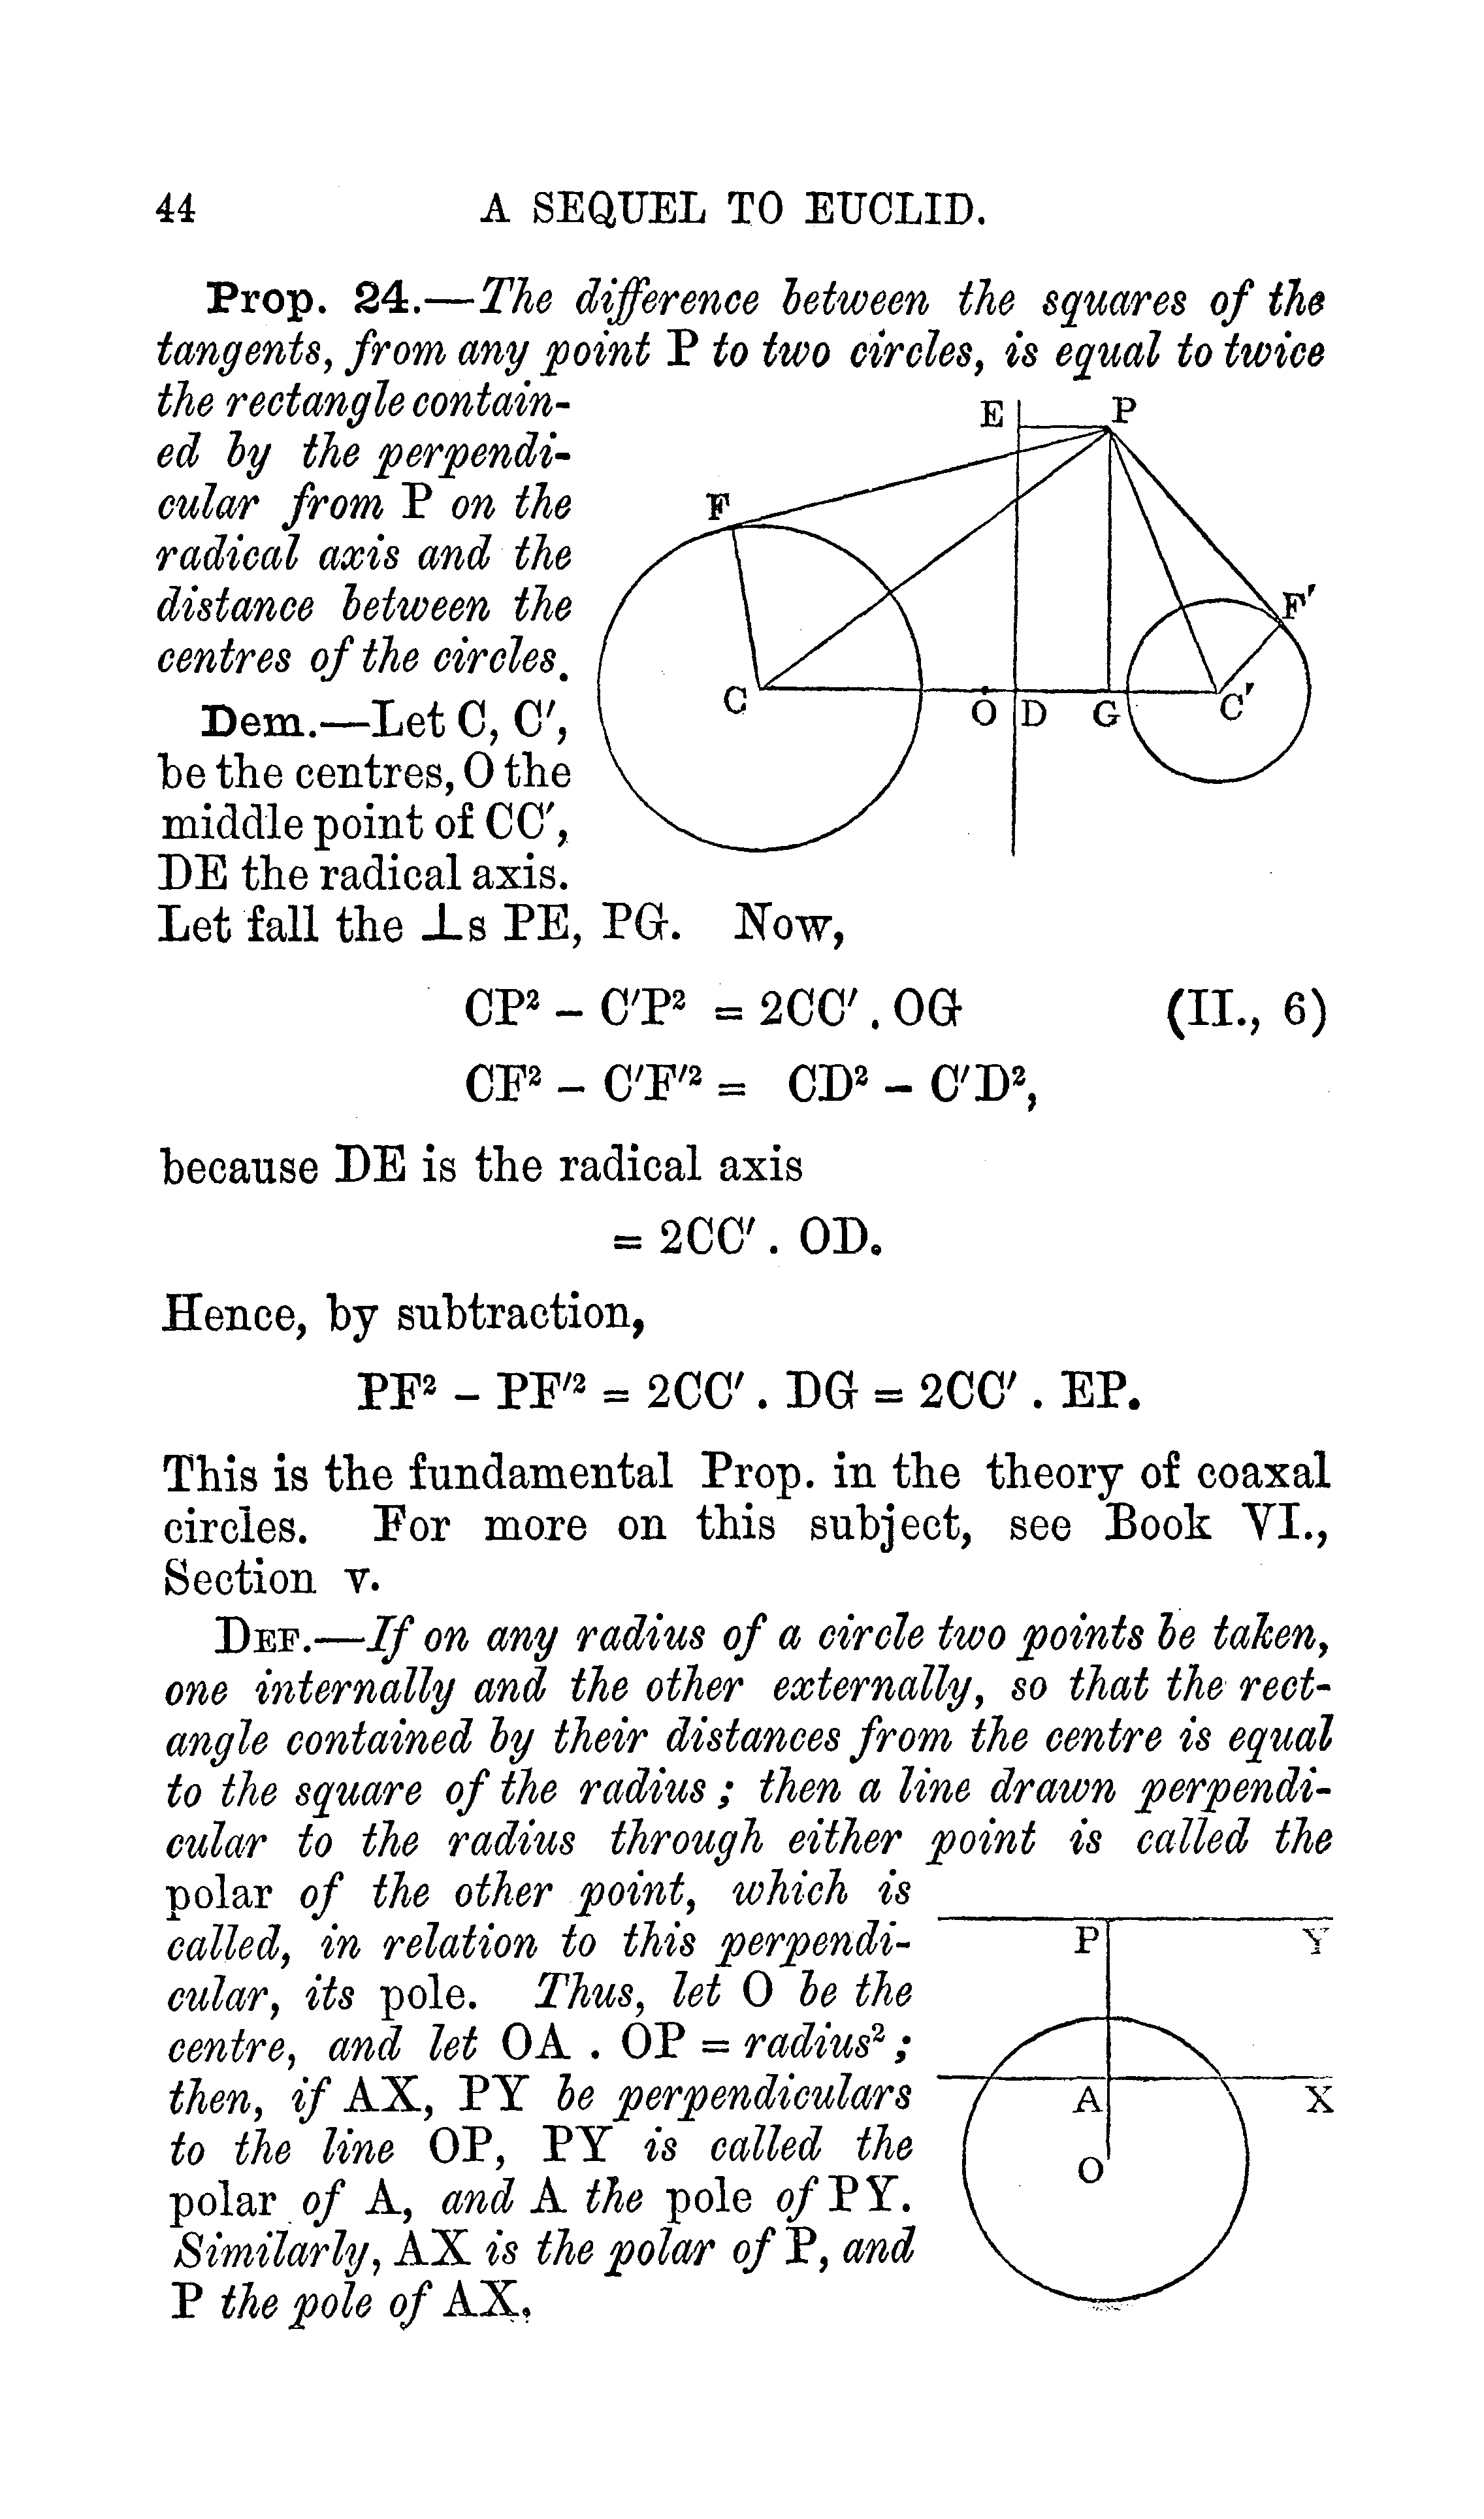 44 A SEQUEL TO EUCLID.
Prop. 24.—The difference between the squares of the
tangents, from any point P to two circles, is equal to twice
the rectangle contain-
ed by the perpendi-
cular from P on the
radical axis and the
distance between the
centres of the circles.
E P
F
F′
C O D G C′
Dem.—Let C, C′,
be the centres, O the
middle point of CC′,
DE the radical axis.
Let fall the ⊥s PE, PG. Now,
CP² – C′P² = 2CC′ . OG (II., 6)
CF² – C′F′² = CD² – C′D²,
because DE is the radical axis
= 2CC′ . OD.
Hence, by subtraction,
PF² – PF′² = 2CC′ . DG = 2CC′ . EP.
This is the fundamental Prop. in the theory of coaxal
circles. For more on this subject, see Book VI.,
Section v.
DEF.—If on any radius of a circle two points be taken,
one internally and the other externally, so that the rect-
angle contained by their distances from the centre is equal
to the square of the radius ; then a line drawn perpendi-
cular to the radius through either point is called the
polar of the other point, which is
called, in relation to this perpendi-
cular, its pole. Thus, let O be the
centre, and let OA . OP = radius² ;
then, if AX, PY be perpendiculars
to the line OP, PY is called the
polar of A, and A the pole of PY.
Similarly, AX is the polar of P, and
P the pole of AX.
P Y
A X
O